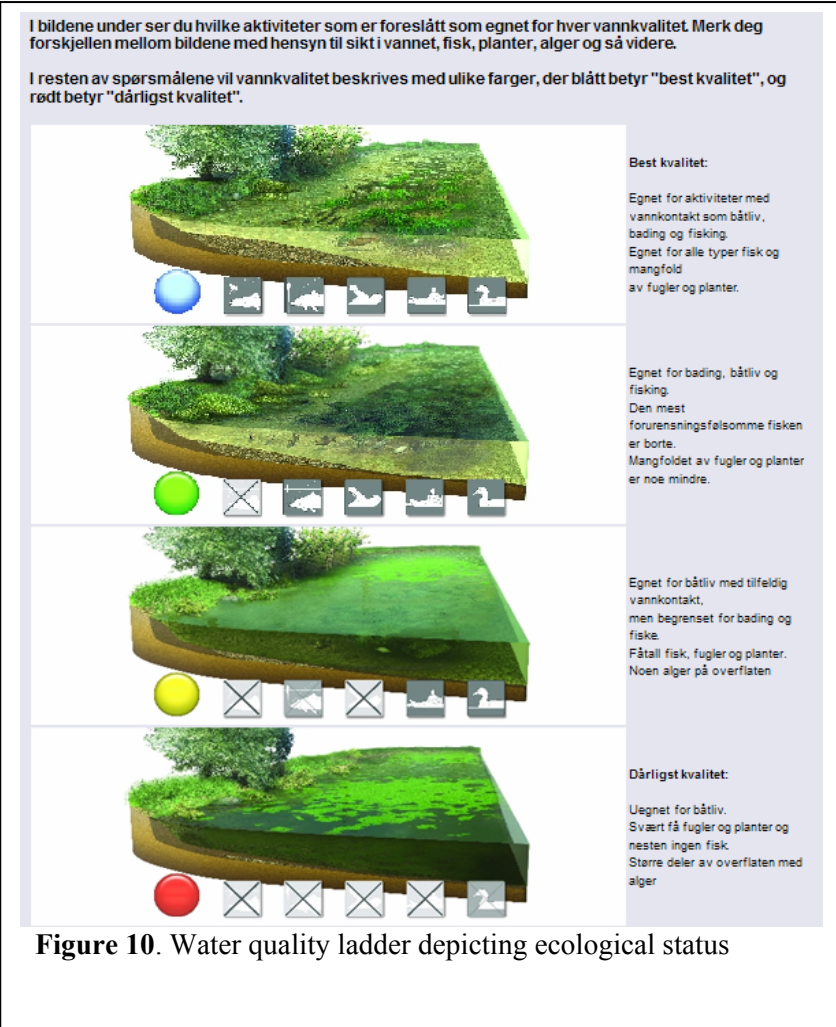 I bildene under ser du hvilke aktiviteter som er foreslått som egnet for hver vannkvalitet. Merk deg
forskjellen mellom bildene med hensyn til sikt i vannet, fisk, planter, alger og så videre.
I resten av spørsmålene vil vannkvalitet beskrives med ulike farger, der blått betyr "best kvalitet", og
rødt betyr "dårligst kvalitet".
Best kvalitet:
Egnet for aktiviteter med
vannkontakt som båtliv,
bading og fisking.
Egnet for alle typer fisk og
mangfold
av fugler og planter.
Egnet for bading, båtliv og
fisking.
Den mest
forurensningsfølsomme fisken
er borte.
Mangfoldet av fugler og planter
er noe mindre.
Egnet for båtliv med tilfeldig
vannkontakt,
men begrenset for bading og
fiske.
Fåtall fisk, fugler og planter.
Noen alger på overflaten
Dårligst kvalitet:
Uegnet for båtliv.
Svært få fugler og planter og
nesten ingen fisk.
Større deler av overflaten med
alger
Figure 10. Water quality ladder depicting ecological status